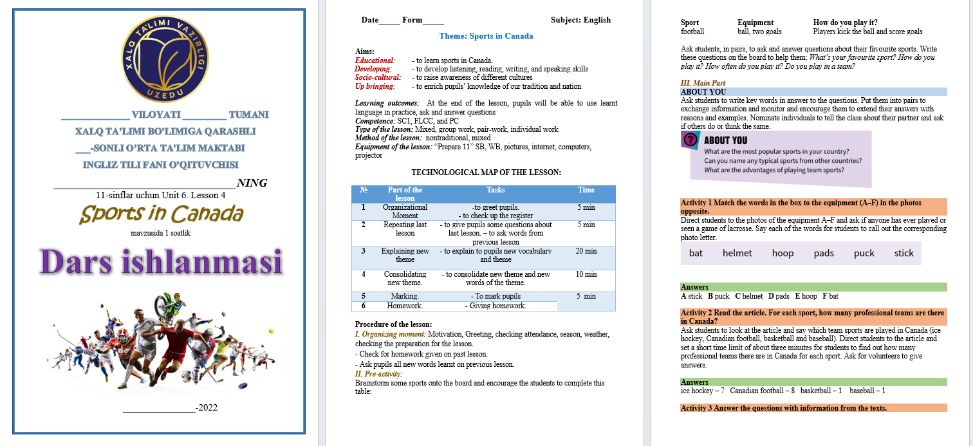 XALQ TA'LIMI VAZIRLIGI
UZEDU
____________ VILOYATI ________ TUMANI
XALQ TA'LIMI BO'LIMIGA QARASHLI
___-SONLI O'RTA TA'LIM MAKTABI
INGLIZ TILI FANI O'QITUVCHISI
______________________________NING
11-sinflar uchun Unit 6. Lesson 4
Sports in Canada
mavzusida 1 soatlik
Dars ishlanmasi
_______________-2022
Date_____ Form_____ Subject: English
Theme: Sports in Canada
Aims:
Educational: - to learn sports in Canada.
Developing: - to develop listening, reading, writing, and speaking skills
Socio-cultural: - to raise awareness of different cultures
Up bringing: - to enrich pupils' knowledge of our tradition and nation
Learning outcomes: At the end of the lesson, pupils will be able to use learnt
language in practice, ask and answer questions
Competence: SC1, FLCC, and PC
Type of the lesson: Mixed, group work, pair-work, individual work
Method of the lesson: nontraditional, mixed
Equipment of the lesson: "Prepare 11" SB, WB, pictures, internet, computers,
projector
TECHNOLOGICAL MAP OF THE LESSON:
№ Part of the lesson Tasks Time
1 Organizational Moment -to greet pupils. - to check up the register 5 min
2 Repeating last lesson - to give pupils some questions about last lesson. – to ask words from previous lesson 5 min
3 Explaining new theme - to explain to pupils new vocabulary and theme 20 min
4 Consolidating new theme. - to consolidate new theme and new words of the theme. 10 min
5 Marking. - To mark pupils 5 min
6 Homework. - Giving homework.
Procedure of the lesson:
I. Organizing moment: Motivation, Greeting, checking attendance, season, weather,
checking the preparation for the lesson.
- Check for homework given on past lesson.
- Ask pupils all new words learnt on previous lesson.
II. Pre-activity:
Brainstorm some sports onto the board and encourage the students to complete this
table:
Sport Equipment How do you play it?
football ball, two goals Players kick the ball and score goals
Ask students, in pairs, to ask and answer questions about their favourite sports. Write
these questions on the board to help them: What's your favourite sport? How do you
play it? How often do you play it? Do you play in a team?
III. Main Part
ABOUT YOU
Ask students to write key words in answer to the questions. Put them into pairs to
exchange information and monitor and encourage them to extend their answers with
reasons and examples. Nominate individuals to tell the class about their partner and ask
if others do or think the same.
ABOUT YOU
What are the most popular sports in your country?
Can you name any typical sports from other countries?
What are the advantages of playing team sports?
Activity 1 Match the words in the box to the equipment (A–F) in the photos
opposite.
Direct students to the photos of the equipment A–F and ask if anyone has ever played or
seen a game of lacrosse. Say each of the words for students to call out the corresponding
photo letter.
bat helmet hoop pads puck stick
Answers
A stick B puck C helmet D pads E hoop F bat
Activity 2 Read the article. For each sport, how many professional teams are there
in Canada?
Ask students to look at the article and say which team sports are played in Canada (ice
hockey, Canadian football, basketball and baseball). Direct students to the article and
set a short time limit of about three minutes for students to find out how many
professional teams there are in Canada for each sport. Ask for volunteers to give
answers.
Answers
ice hockey – 7 Canadian football – 8 basketball – 1 baseball – 1
Activity 3 Answer the questions with information from the texts.